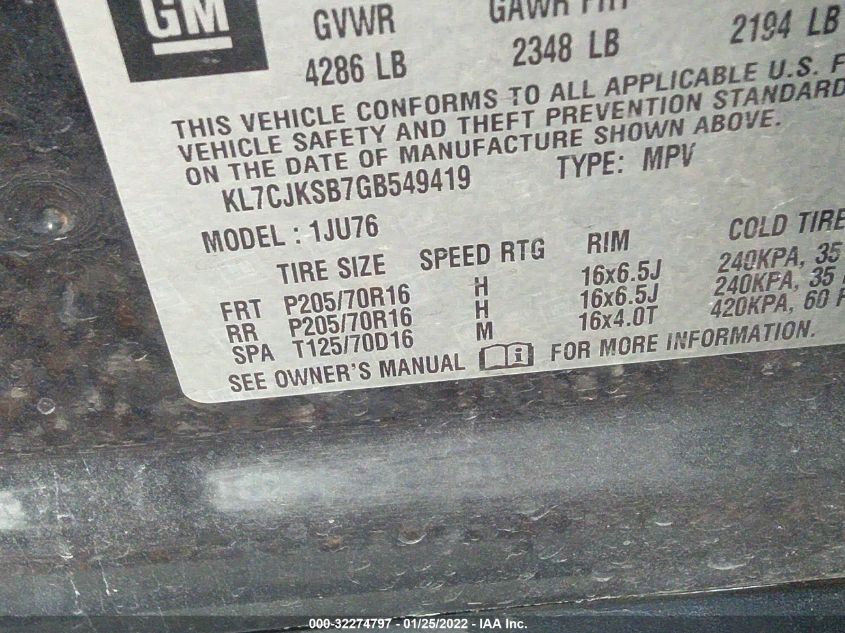 GM
GVWR GAWR FRT
4286 LB 2348 LB 2194 LB
THIS VEHICLE CONFORMS TO ALL APPLICABLE U.S. F
VEHICLE SAFETY AND THEFT PREVENTION STANDARD
ON THE DATE OF MANUFACTURE SHOWN ABOVE.
KL7CJKSB7GB549419 TYPE: MPV
MODEL : 1JU76
TIRE SIZE SPEED RTG RIM COLD TIRE
FRT P205/70R16 H 16x6.5J 240KPA, 35
RR P205/70R16 H 16x6.5J 240KPA, 35
SPA T125/70D16 M 16x4.0T 420KPA, 60 P
SEE OWNER'S MANUAL FOR MORE INFORMATION.
000-32274797 - 01/25/2022 - IAA Inc.